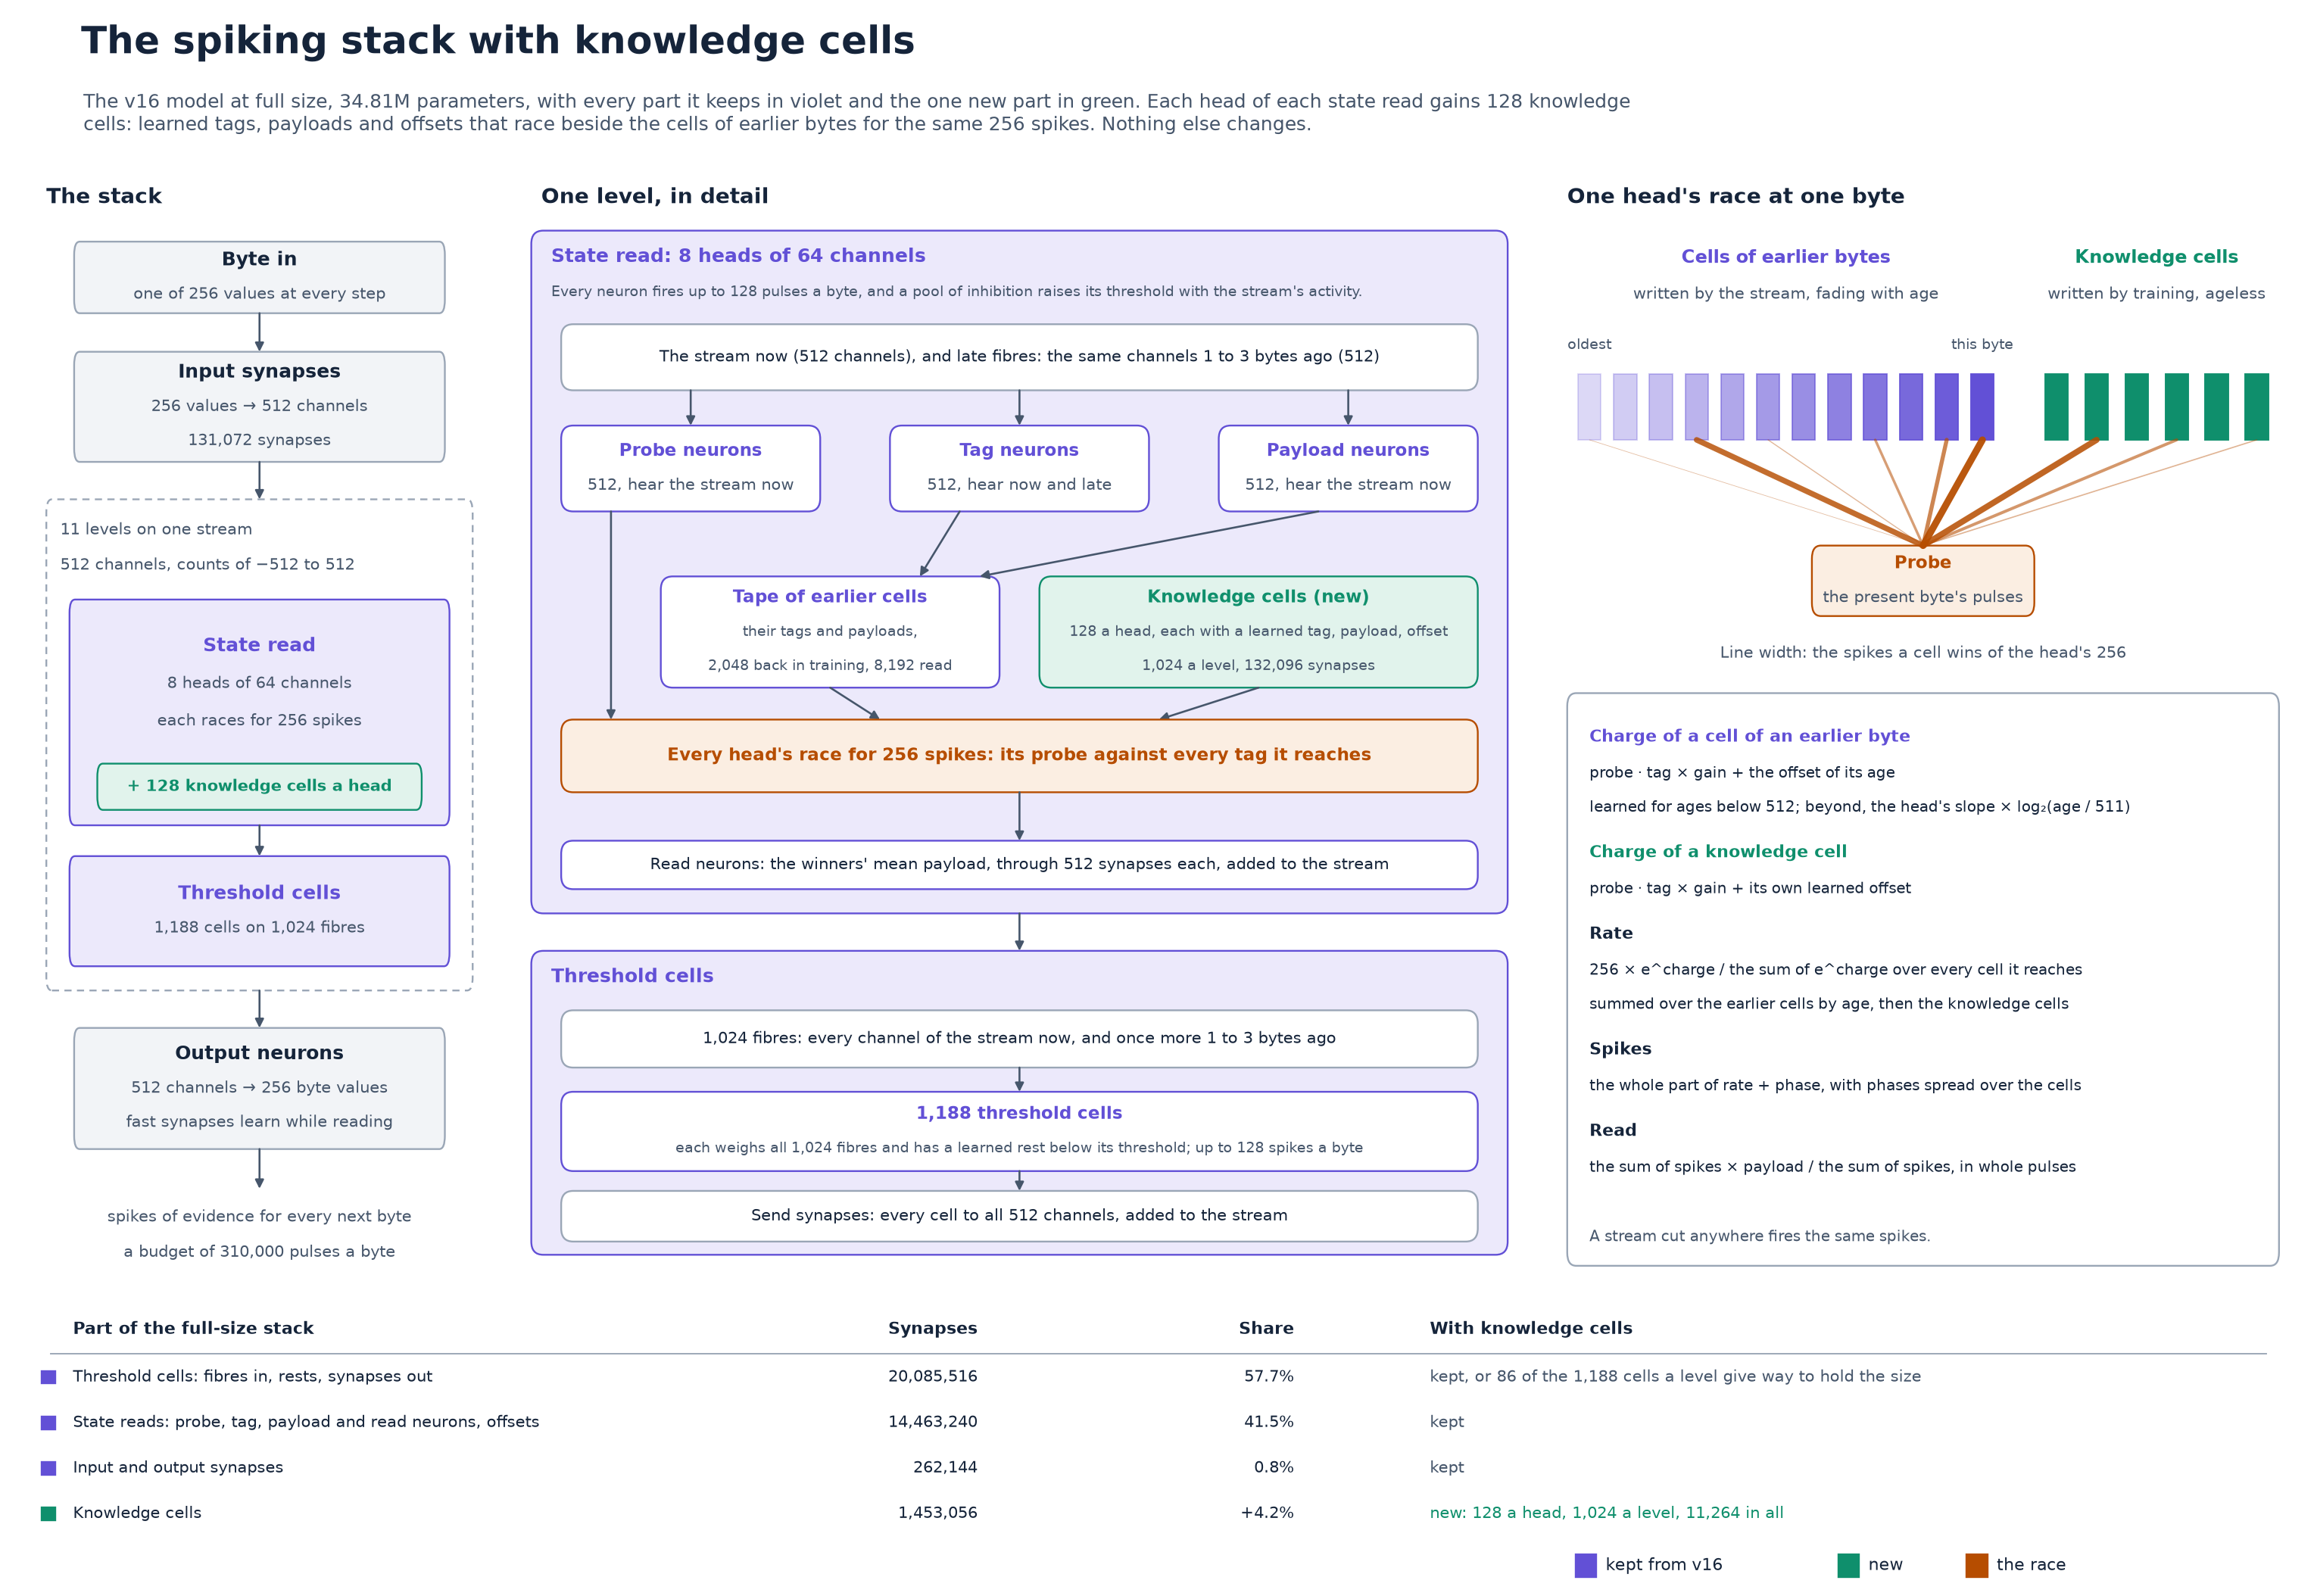 The spiking stack with knowledge cells
The v16 model at full size, 34.81M parameters, with every part it keeps in violet and the one new part in green. Each head of each state read gains 128 knowledge
cells: learned tags, payloads and offsets that race beside the cells of earlier bytes for the same 256 spikes. Nothing else changes.
The stack
Byte in
one of 256 values at every step
Input synapses
256 values → 512 channels
131,072 synapses
11 levels on one stream
512 channels, counts of −512 to 512
State read
8 heads of 64 channels
each races for 256 spikes
+ 128 knowledge cells a head
Threshold cells
1,188 cells on 1,024 fibres
Output neurons
512 channels → 256 byte values
fast synapses learn while reading
spikes of evidence for every next byte
a budget of 310,000 pulses a byte
One level, in detail
State read: 8 heads of 64 channels
Every neuron fires up to 128 pulses a byte, and a pool of inhibition raises its threshold with the stream's activity.
The stream now (512 channels), and late fibres: the same channels 1 to 3 bytes ago (512)
Probe neurons
512, hear the stream now
Tag neurons
512, hear now and late
Payload neurons
512, hear the stream now
Tape of earlier cells
their tags and payloads,
2,048 back in training, 8,192 read
Knowledge cells (new)
128 a head, each with a learned tag, payload, offset
1,024 a level, 132,096 synapses
Every head's race for 256 spikes: its probe against every tag it reaches
Read neurons: the winners' mean payload, through 512 synapses each, added to the stream
Threshold cells
1,024 fibres: every channel of the stream now, and once more 1 to 3 bytes ago
1,188 threshold cells
each weighs all 1,024 fibres and has a learned rest below its threshold; up to 128 spikes a byte
Send synapses: every cell to all 512 channels, added to the stream
One head's race at one byte
Cells of earlier bytes
written by the stream, fading with age
Knowledge cells
written by training, ageless
oldest
this byte
Probe
the present byte's pulses
Line width: the spikes a cell wins of the head's 256
Charge of a cell of an earlier byte
probe · tag × gain + the offset of its age
learned for ages below 512; beyond, the head's slope × log₂(age / 511)
Charge of a knowledge cell
probe · tag × gain + its own learned offset
Rate
256 × e^charge / the sum of e^charge over every cell it reaches
summed over the earlier cells by age, then the knowledge cells
Spikes
the whole part of rate + phase, with phases spread over the cells
Read
the sum of spikes × payload / the sum of spikes, in whole pulses
A stream cut anywhere fires the same spikes.
Part of the full-size stack Synapses Share With knowledge cells
Threshold cells: fibres in, rests, synapses out 20,085,516 57.7% kept, or 86 of the 1,188 cells a level give way to hold the size
State reads: probe, tag, payload and read neurons, offsets 14,463,240 41.5% kept
Input and output synapses 262,144 0.8% kept
Knowledge cells 1,453,056 +4.2% new: 128 a head, 1,024 a level, 11,264 in all
kept from v16 new the race